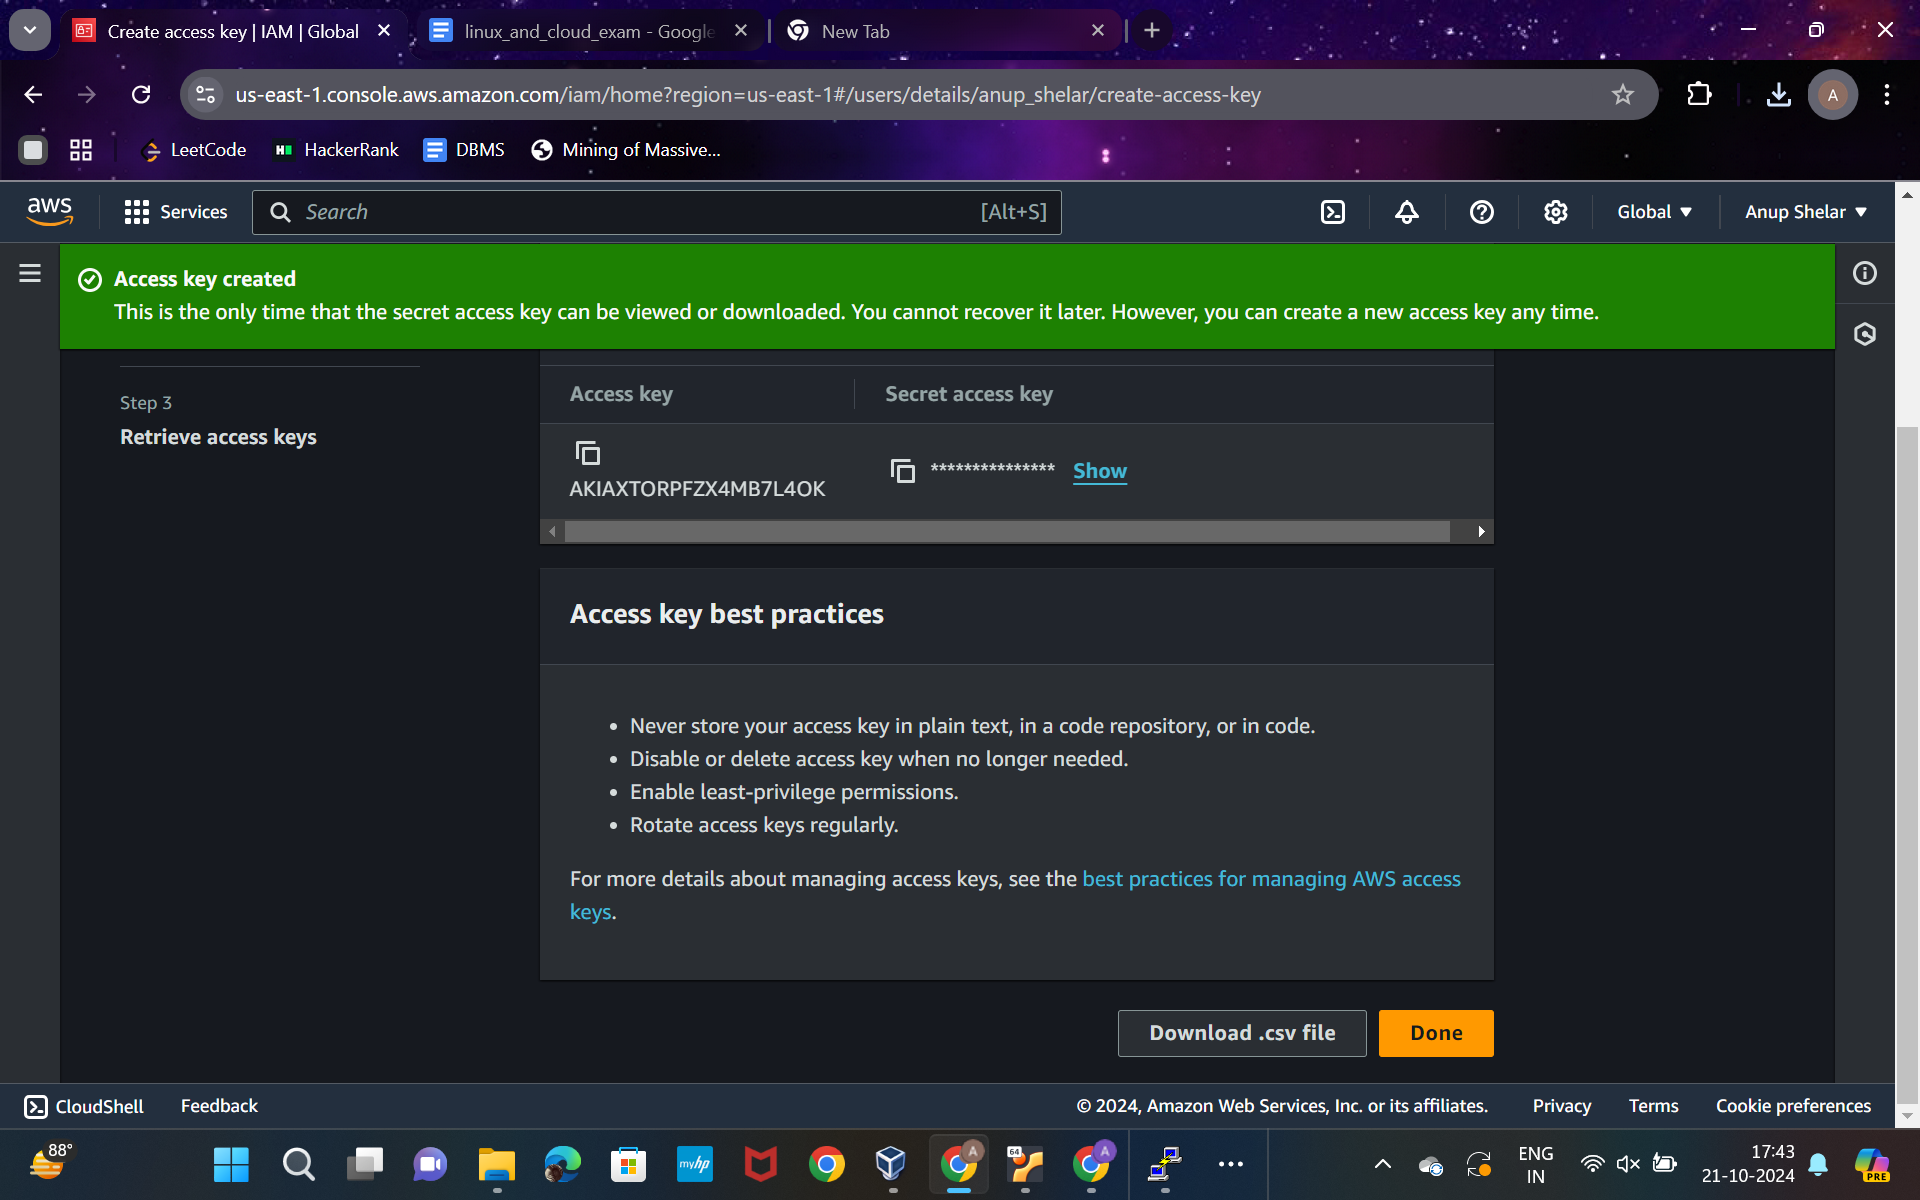 Create access key | IAM | Global
linux_and_cloud_exam - Google
New Tab
us-east-1.console.aws.amazon.com/iam/home?region=us-east-1#/users/details/anup_shelar/create-access-key
A
LeetCode
HackerRank
DBMS
Mining of Massive...
aws
Services
Search
[Alt+S]
Global
Anup Shelar
Access key created
This is the only time that the secret access key can be viewed or downloaded. You cannot recover it later. However, you can create a new access key any time.
Step 3
Retrieve access keys
Access key
Secret access key
AKIAXTORPFZX4MB7L4OK
***************
Show
Access key best practices
• Never store your access key in plain text, in a code repository, or in code.
• Disable or delete access key when no longer needed.
• Enable least-privilege permissions.
• Rotate access keys regularly.
For more details about managing access keys, see the best practices for managing AWS access
keys.
Download .csv file
Done
CloudShell
Feedback
© 2024, Amazon Web Services, Inc. or its affiliates.
Privacy
Terms
Cookie preferences
88°
myhp
A
64
A
ENG
IN
17:43
21-10-2024
PRE